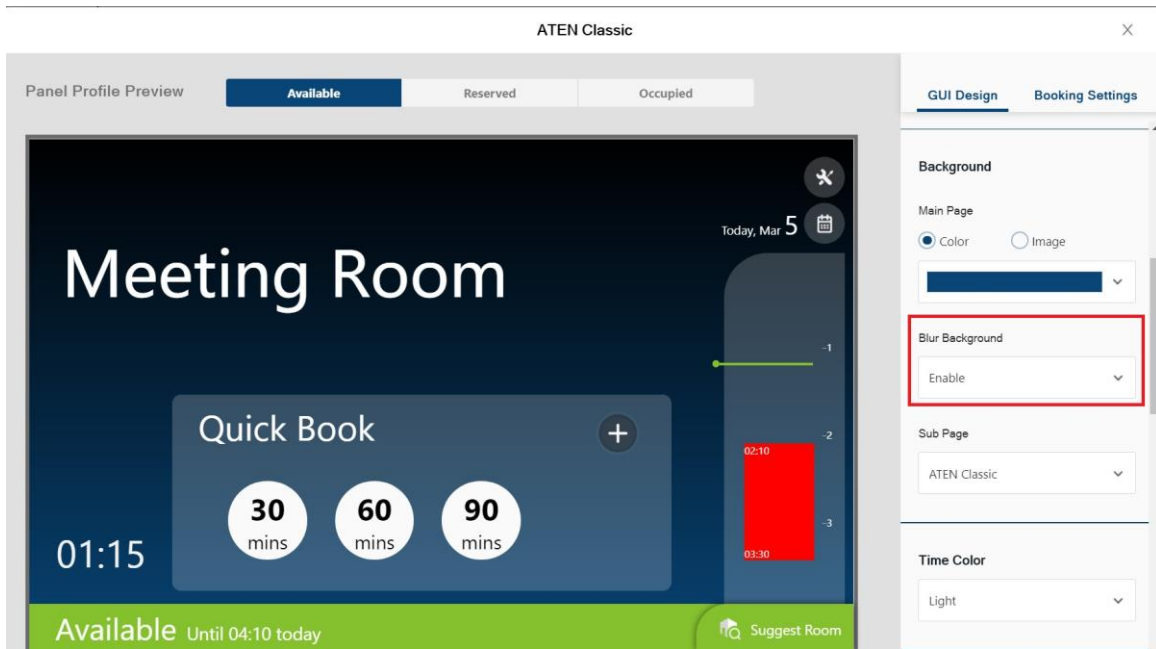 ATEN Classic
Panel Profile Preview
Available
Reserved
Occupied
GUI Design
Booking Settings
Today, Mar 5
Meeting Room
-1
-2
02:10
-3
03:30
Quick Book
30 mins
60 mins
90 mins
01:15
Available Until 04:10 today
Suggest Room
Background
Main Page
Color
Image
Blur Background
Enable
Sub Page
ATEN Classic
Time Color
Light